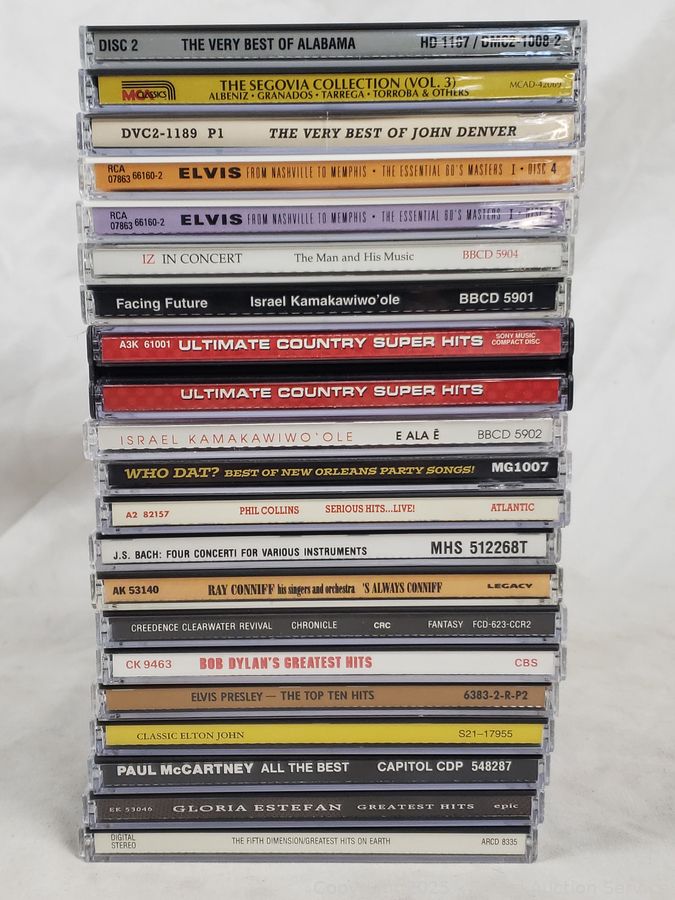 DISC 2 THE VERY BEST OF ALABAMA HD 1167 / DMC2-1008-2
MCA CLASSICS THE SEGOVIA COLLECTION (VOL. 3) MCAD-42069
ALBENIZ • GRANADOS • TARREGA • TORROBA & OTHERS
DVC2-1189 P1 THE VERY BEST OF JOHN DENVER
RCA
07863 66160-2 ELVIS FROM NASHVILLE TO MEMPHIS • THE ESSENTIAL 60'S MASTERS I • DISC 4
RCA
07863 66160-2 ELVIS FROM NASHVILLE TO MEMPHIS • THE ESSENTIAL 60'S MASTERS I • DISC
IZ IN CONCERT The Man and His Music BBCD 5904
Facing Future Israel Kamakawiwo'ole BBCD 5901
A3K 61001 ULTIMATE COUNTRY SUPER HITS SONY MUSIC
COMPACT DISC
ULTIMATE COUNTRY SUPER HITS
ISRAEL KAMAKAWIWO'OLE E ALA Ē BBCD 5902
WHO DAT? BEST OF NEW ORLEANS PARTY SONGS! MG1007
A2 82157 PHIL COLLINS SERIOUS HITS...LIVE! ATLANTIC
J.S. BACH: FOUR CONCERTI FOR VARIOUS INSTRUMENTS MHS 512268T
AK 53140 RAY CONNIFF his singers and orchestra 'S ALWAYS CONNIFF LEGACY
CREEDENCE CLEARWATER REVIVAL CHRONICLE CRC FANTASY FCD-623-CCR2
CK 9463 BOB DYLAN'S GREATEST HITS CBS
ELVIS PRESLEY — THE TOP TEN HITS 6383-2-R-P2
CLASSIC ELTON JOHN S21-17955
PAUL McCARTNEY ALL THE BEST CAPITOL CDP 548287
EK 53046 GLORIA ESTEFAN GREATEST HITS epic
DIGITAL
STEREO THE FIFTH DIMENSION/GREATEST HITS ON EARTH ARCD 8335
Copyright 2025 Auction Service